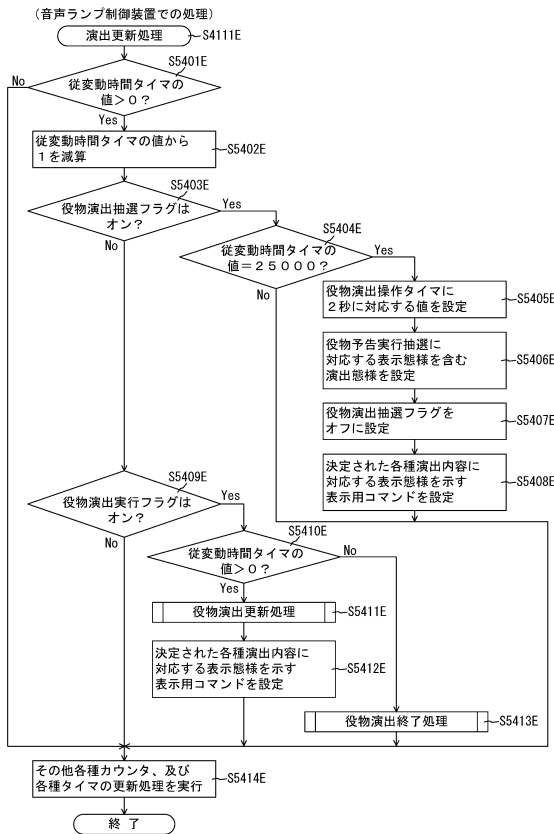 (音声ランプ制御装置での処理)
演出更新処理
S4111E
S5401E
No
従変動時間タイマの
値>0?
Yes
従変動時間タイマの値から
1を減算
S5402E
S5403E
役物演出抽選フラグは
オン?
Yes
No
S5404E
従変動時間タイマの
値=25000?
Yes
No
役物演出操作タイマに
2秒に対応する値を設定
S5405E
役物予告実行抽選に
対応する表示態様を含む
演出態様を設定
S5406E
役物演出抽選フラグを
オフに設定
S5407E
決定された各種演出内容に
対応する表示態様を示す
表示用コマンドを設定
S5408E
S5409E
役物演出実行フラグは
オン?
Yes
No
S5410E
従変動時間タイマの
値>0?
No
Yes
役物演出更新処理
S5411E
決定された各種演出内容に
対応する表示態様を示す
表示用コマンドを設定
S5412E
役物演出終了処理
S5413E
その他各種カウンタ、及び
各種タイマの更新処理を実行
S5414E
終 了